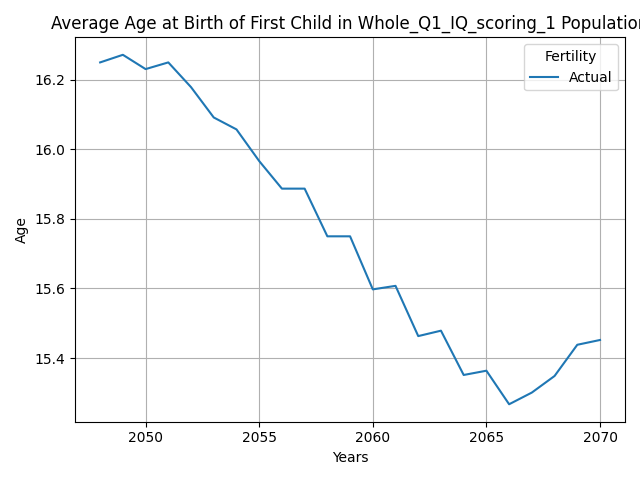 Average Age at Birth of First Child in Whole_Q1_IQ_scoring_1 Population
Fertility
Actual
16.2
16.0
15.8
15.6
15.4
Age
2050 2055 2060 2065 2070
Years